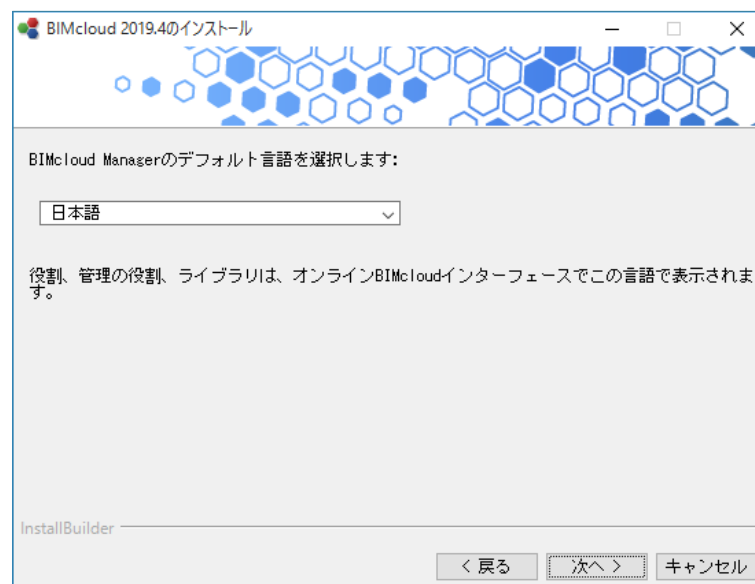 BIMcloud 2019.4のインストール
BIMcloud Managerのデフォルト言語を選択します:
日本語
役割、管理の役割、ライブラリは、オンラインBIMcloudインターフェースでこの言語で表示されま
す。
InstallBuilder
< 戻る
次へ >
キャンセル